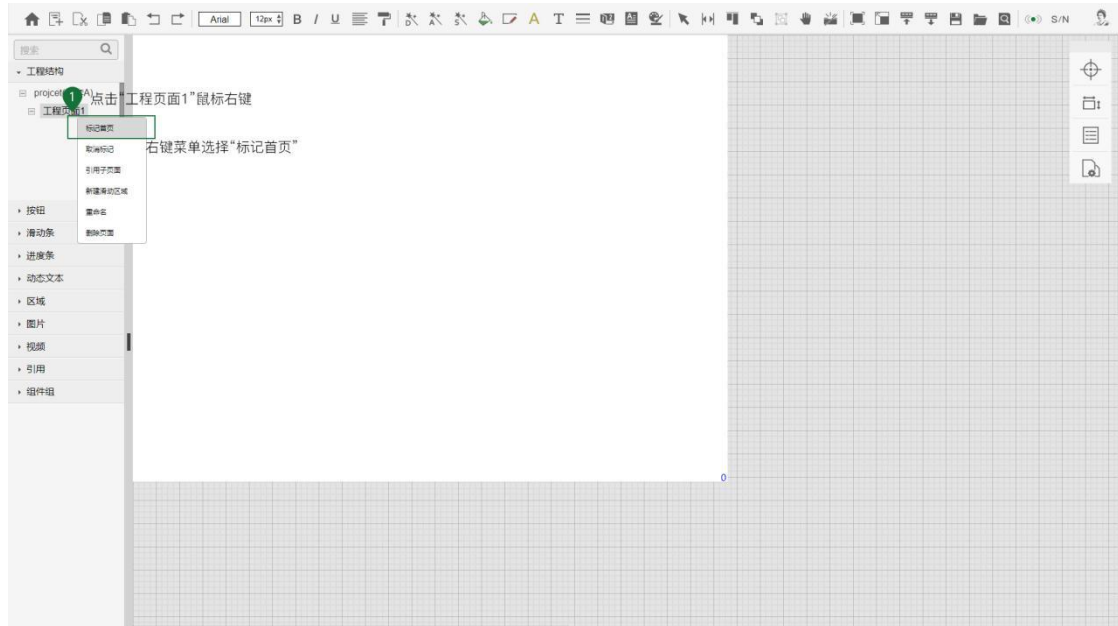 Arial 12px B I U A T S/N
搜索
工程结构
1 点击“工程页面1”鼠标右键
工程页面1
标记首页
取消标记
右键菜单选择“标记首页”
引用子页面
新建滑动区域
重命名
删除页面
按钮
滑动条
进度条
动态文本
区域
图片
视频
引用
组件组
0